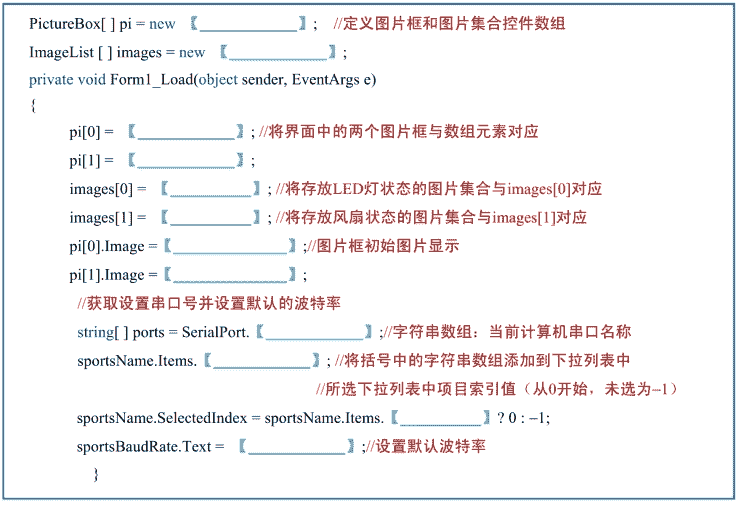 PictureBox[ ] pi = new 〖____________〗; //定义图片框和图片集合控件数组
ImageList [ ] images = new 〖____________〗;
private void Form1_Load(object sender, EventArgs e)
{
pi[0] = 〖____________〗; //将界面中的两个图片框与数组元素对应
pi[1] = 〖____________〗;
images[0] = 〖__________〗; //将存放LED灯状态的图片集合与images[0]对应
images[1] = 〖__________〗; //将存放风扇状态的图片集合与images[1]对应
pi[0].Image =〖______________〗;//图片框初始图片显示
pi[1].Image =〖______________〗;
//获取设置串口号并设置默认的波特率
string[ ] ports = SerialPort.〖____________〗;//字符串数组：当前计算机串口名称
sportsName.Items.〖____________〗; //将括号中的字符串数组添加到下拉列表中
//所选下拉列表中项目索引值（从0开始，未选为–1）
sportsName.SelectedIndex = sportsName.Items.〖__________〗? 0 : –1;
sportsBaudRate.Text = 〖____________〗;//设置默认波特率
}